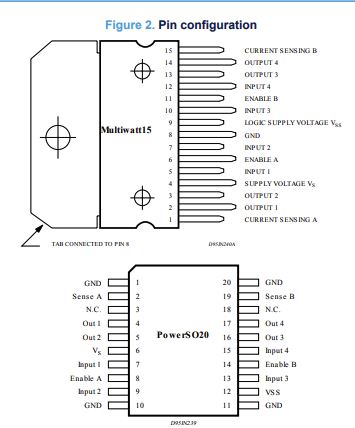 Figure 2. Pin configuration
Multiwatt15
15 CURRENT SENSING B
14 OUTPUT 4
13 OUTPUT 3
12 INPUT 4
11 ENABLE B
10 INPUT 3
9 LOGIC SUPPLY VOLTAGE VSS
8 GND
7 INPUT 2
6 ENABLE A
5 INPUT 1
4 SUPPLY VOLTAGE VS
3 OUTPUT 2
2 OUTPUT 1
1 CURRENT SENSING A
TAB CONNECTED TO PIN 8
D95IN240A
PowerSO20
GND 1 20 GND
Sense A 2 19 Sense B
N.C. 3 18 N.C.
Out 1 4 17 Out 4
Out 2 5 16 Out 3
VS 6 15 Input 4
Input 1 7 14 Enable B
Enable A 8 13 Input 3
Input 2 9 12 VSS
GND 10 11 GND
D95IN239